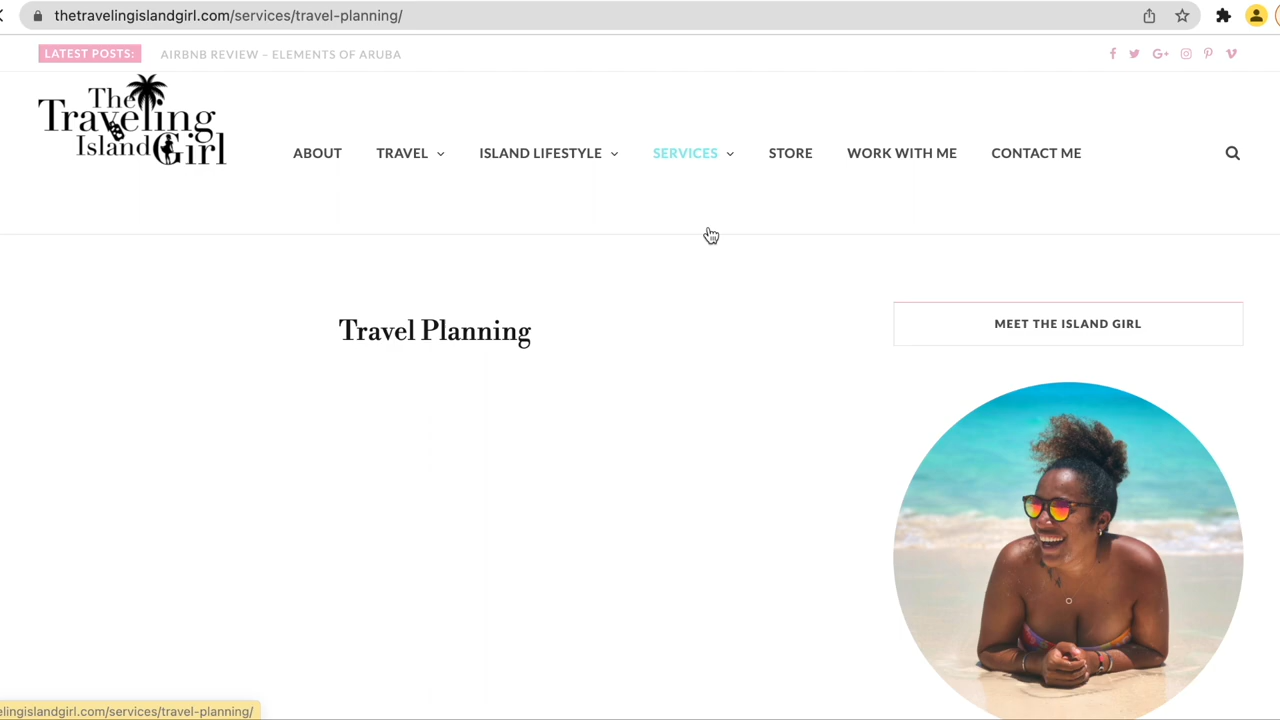 thetravelingislandgirl.com/services/travel-planning/
LATEST POSTS: AIRBNB REVIEW – ELEMENTS OF ARUBA
The
Traveling
Island Girl
ABOUT TRAVEL ISLAND LIFESTYLE SERVICES STORE WORK WITH ME CONTACT ME
Travel Planning
MEET THE ISLAND GIRL
elingislandgirl.com/services/travel-planning/